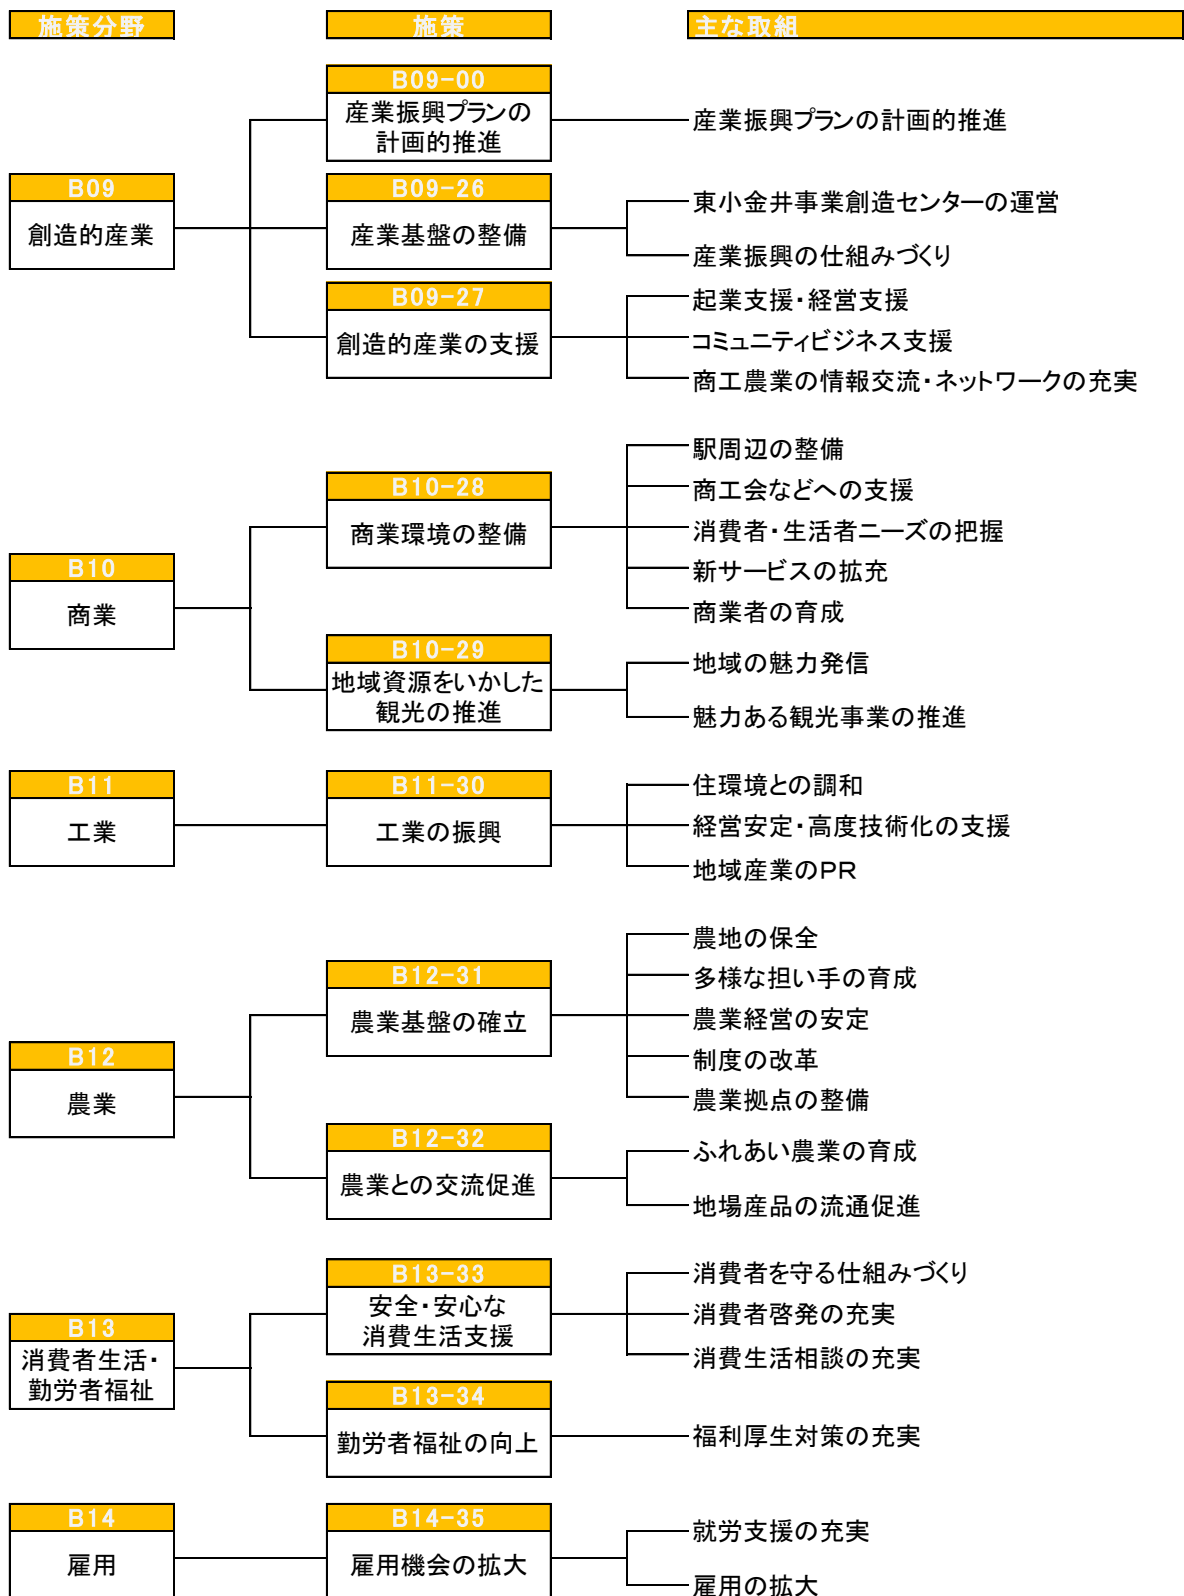 施策分野
施策
主な取組
B09
創造的産業
B09-00
産業振興プランの
計画的推進
産業振興プランの計画的推進
B09-26
産業基盤の整備
東小金井事業創造センターの運営
産業振興の仕組みづくり
B09-27
創造的産業の支援
起業支援・経営支援
コミュニティビジネス支援
商工農業の情報交流・ネットワークの充実
B10
商業
B10-28
商業環境の整備
駅周辺の整備
商工会などへの支援
消費者・生活者ニーズの把握
新サービスの拡充
商業者の育成
B10-29
地域資源をいかした
観光の推進
地域の魅力発信
魅力ある観光事業の推進
B11
工業
B11-30
工業の振興
住環境との調和
経営安定・高度技術化の支援
地域産業のPR
B12
農業
B12-31
農業基盤の確立
農地の保全
多様な担い手の育成
農業経営の安定
制度の改革
農業拠点の整備
B12-32
農業との交流促進
ふれあい農業の育成
地場産品の流通促進
B13
消費者生活・
勤労者福祉
B13-33
安全・安心な
消費生活支援
消費者を守る仕組みづくり
消費者啓発の充実
消費生活相談の充実
B13-34
勤労者福祉の向上
福利厚生対策の充実
B14
雇用
B14-35
雇用機会の拡大
就労支援の充実
雇用の拡大